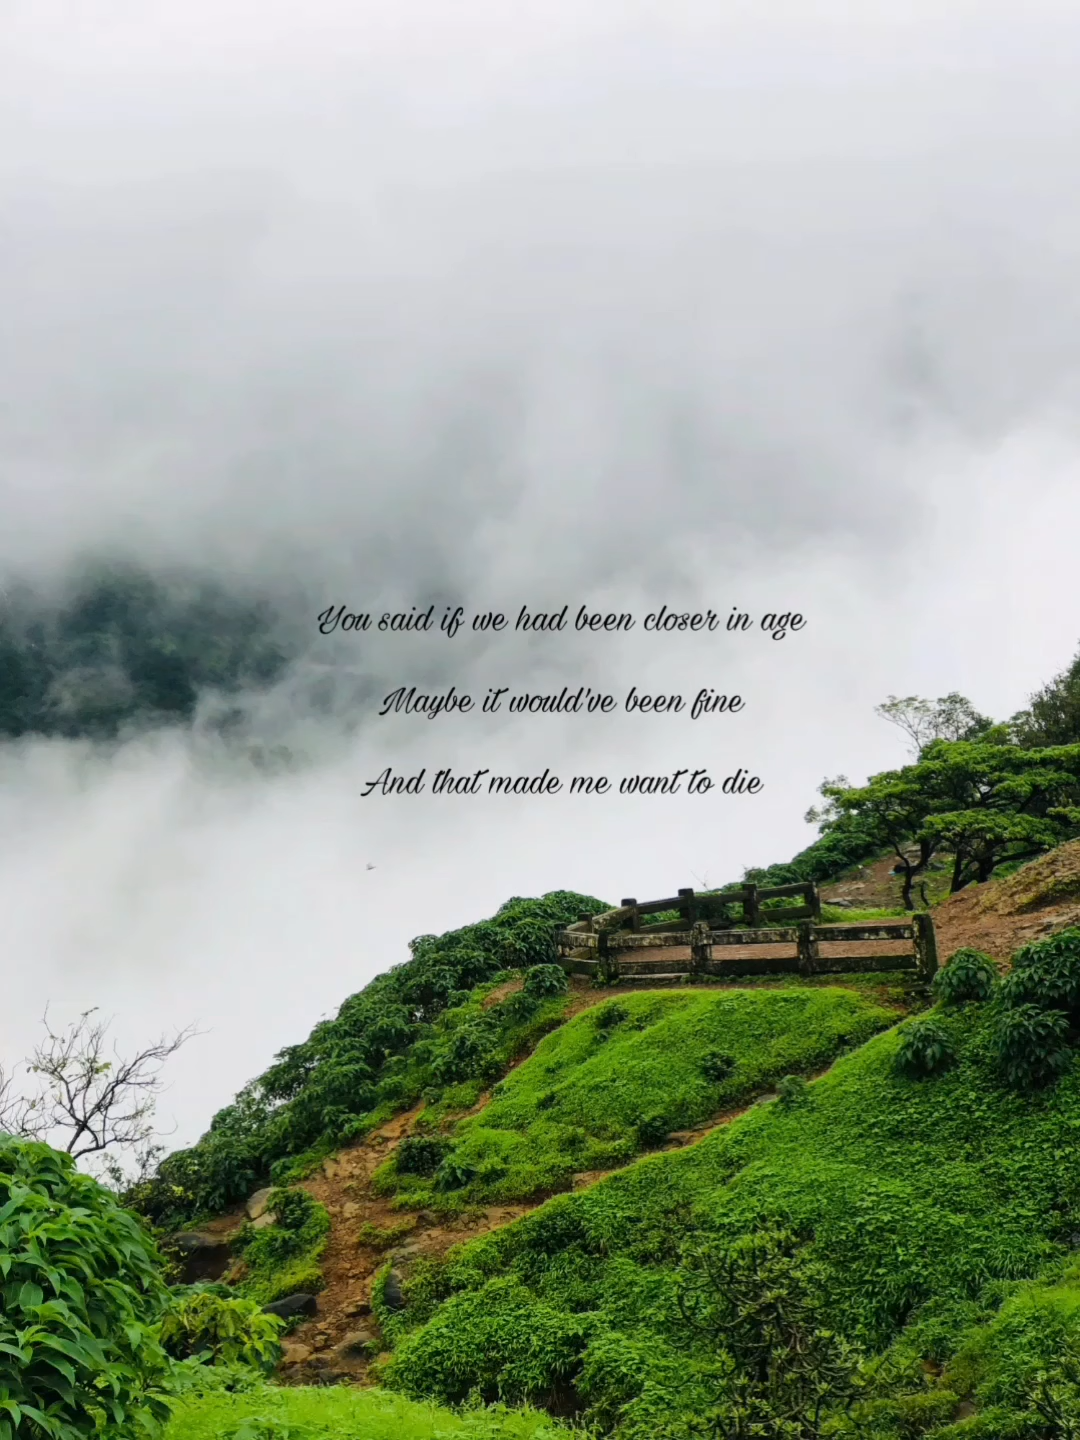 You said if we had been closer in age
Maybe it would've been fine
And that made me want to die